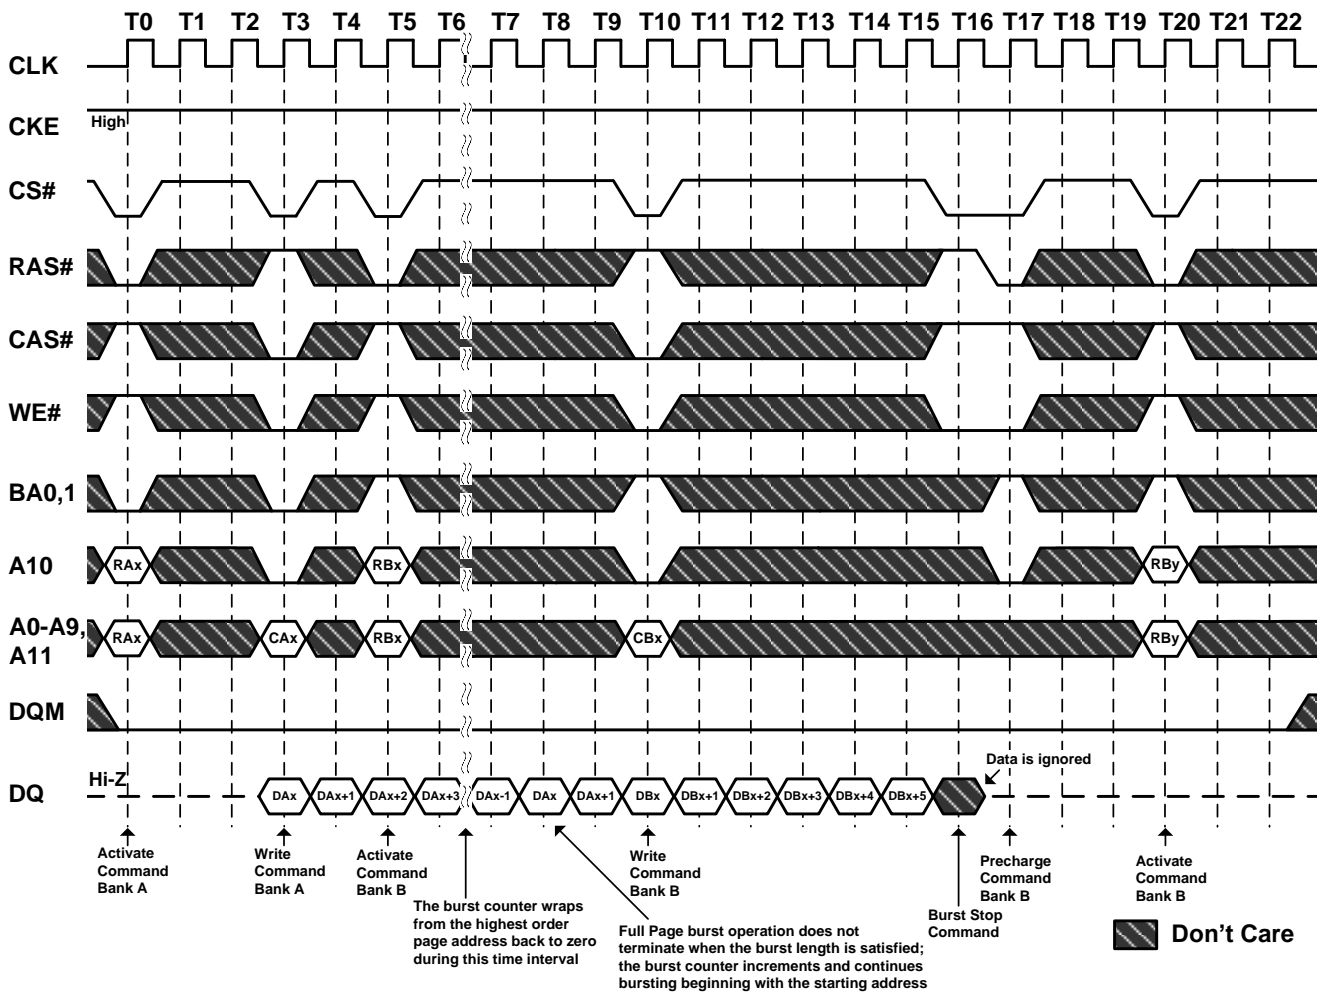 T0 T1 T2 T3 T4 T5 T6 T7 T8 T9 T10 T11 T12 T13 T14 T15 T16 T17 T18 T19 T20 T21 T22
CLK
CKE
High
CS#
RAS#
CAS#
WE#
BA0,1
A10
RAx RBx RBy
A0-A9,
A11
RAx CAx RBx CBx RBy
DQM
DQ
Hi-Z
DAx DAx+1 DAx+2 DAx+3 DAx-1 DAx DAx+1 DBx DBx+1 DBx+2 DBx+3 DBx+4 DBx+5
Data is ignored
Activate
Command
Bank A
Write
Command
Bank A
Activate
Command
Bank B
The burst counter wraps
from the highest order
page address back to zero
during this time interval
Write
Command
Bank B
Full Page burst operation does not
terminate when the burst length is satisfied;
the burst counter increments and continues
bursting beginning with the starting address
Burst Stop
Command
Precharge
Command
Bank B
Activate
Command
Bank B
Don't Care